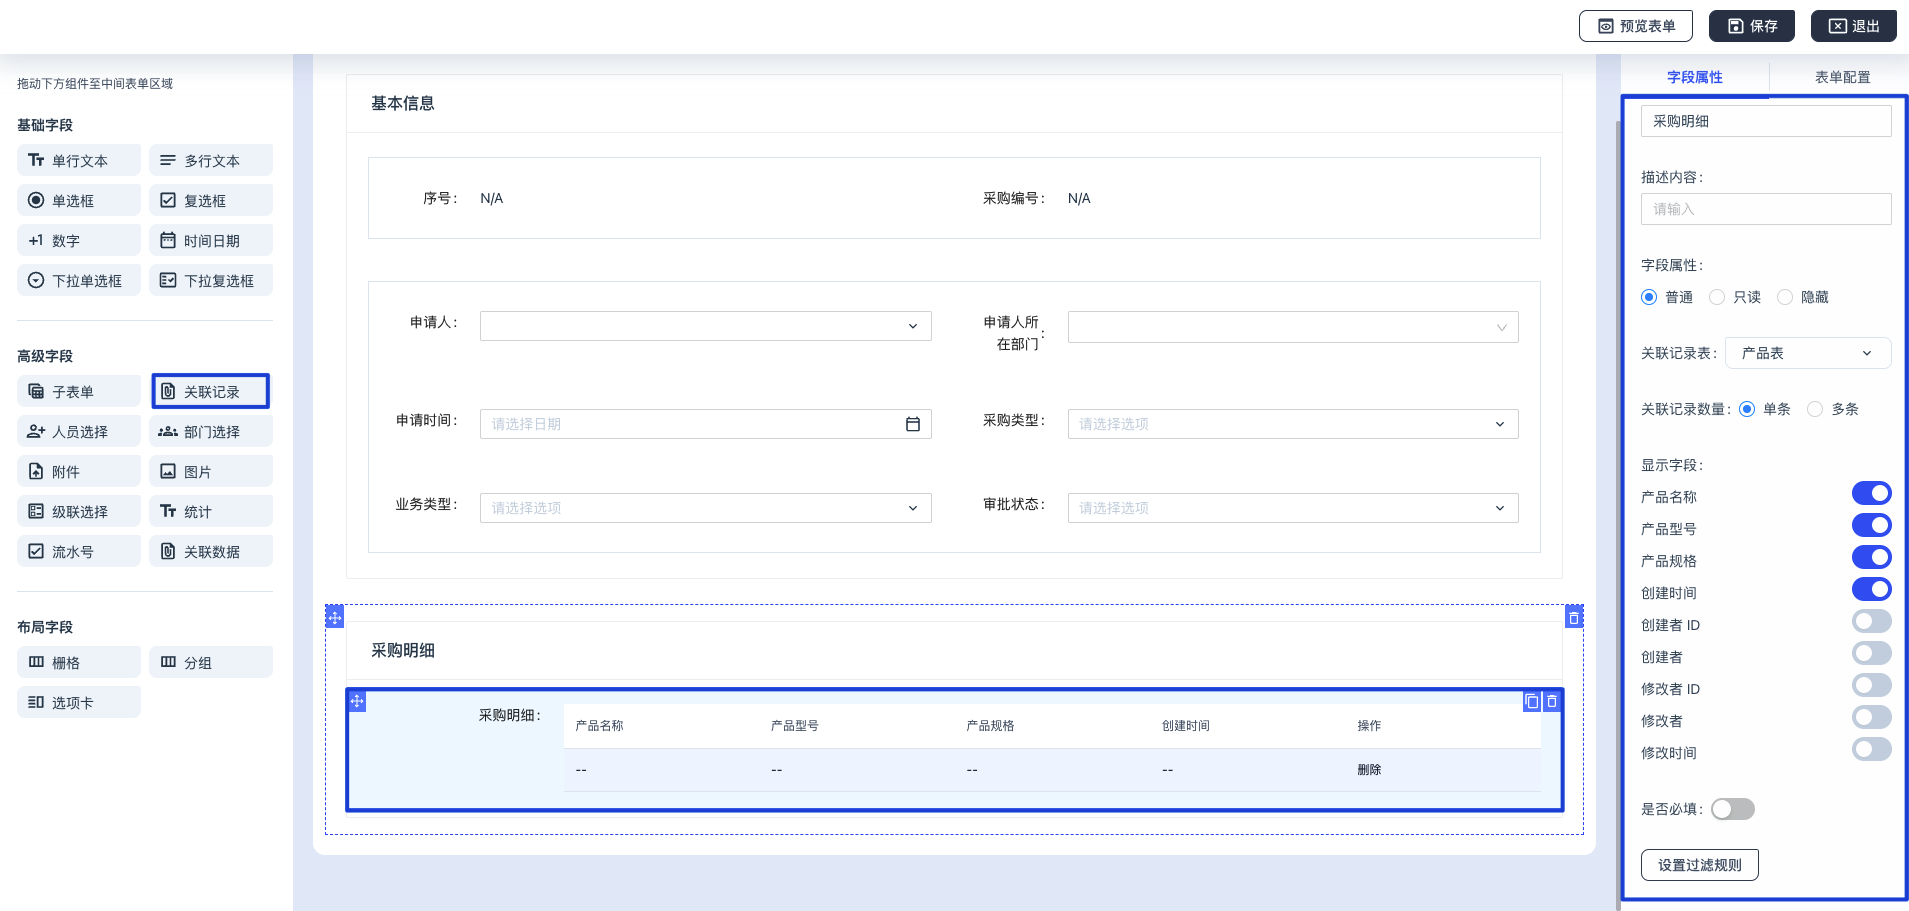 预览表单
保存
退出
拖动下方组件至中间表单区域
基础字段
单行文本
多行文本
单选框
复选框
+1 数字
时间日期
下拉单选框
下拉复选框
高级字段
子表单
关联记录
人员选择
部门选择
附件
图片
级联选择
统计
流水号
关联数据
布局字段
栅格
分组
选项卡
基本信息
序号: N/A
采购编号: N/A
申请人:
申请人所
在部门:
申请时间: 请选择日期
采购类型: 请选择选项
业务类型: 请选择选项
审批状态: 请选择选项
采购明细
采购明细:
产品名称 产品型号 产品规格 创建时间 操作
-- -- -- -- 删除
字段属性
表单配置
采购明细
描述内容:
请输入
字段属性:
普通 只读 隐藏
关联记录表: 产品表
关联记录数量: 单条 多条
显示字段:
产品名称
产品型号
产品规格
创建时间
创建者 ID
创建者
修改者 ID
修改者
修改时间
是否必填:
设置过滤规则